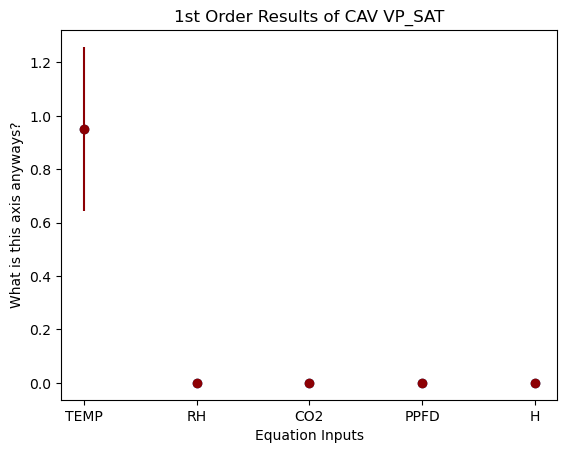 1st Order Results of CAV VP_SAT
What is this axis anyways?
1.2
1.0
0.8
0.6
0.4
0.2
0.0
TEMP RH CO2 PPFD H
Equation Inputs